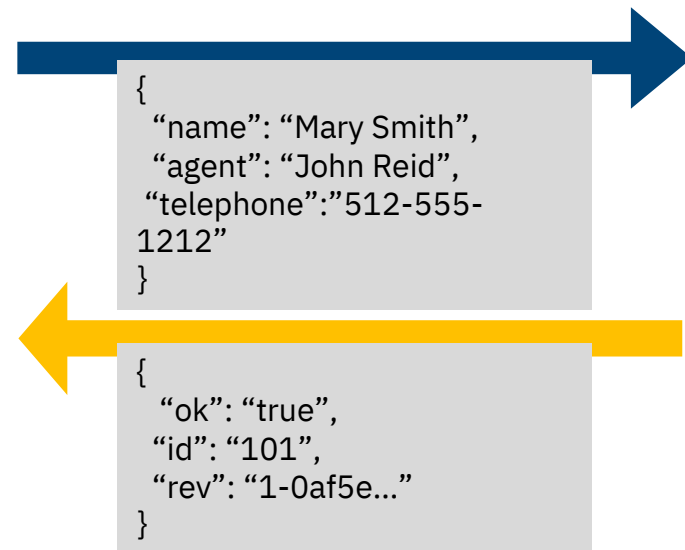 {
“name”: “Mary Smith”,
“agent”: “John Reid”,
“telephone”:”512-555-
1212”
}
{
“ok”: “true”,
“id”: “101”,
“rev”: “1-0af5e...”
}